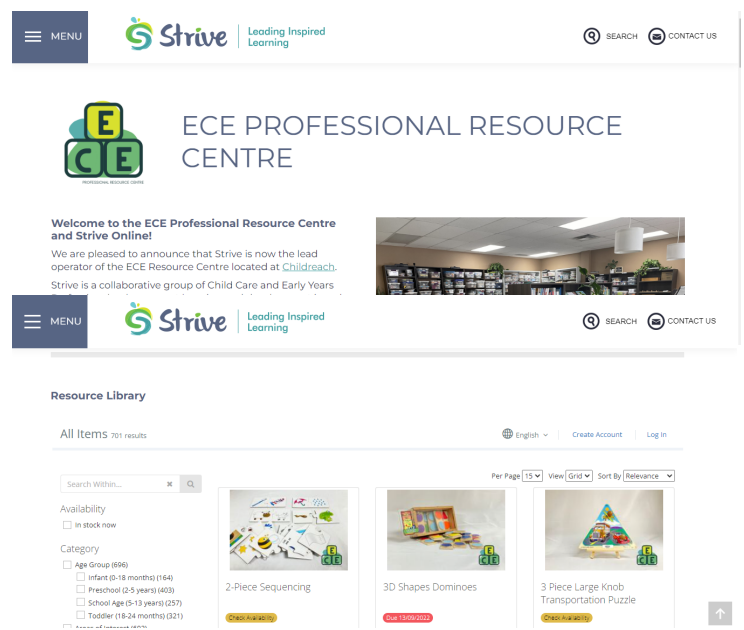 MENU
Strive
Leading Inspired
Learning
SEARCH
CONTACT US
E
C E
PROFESSIONAL RESOURCE CENTRE
ECE PROFESSIONAL RESOURCE
CENTRE
Welcome to the ECE Professional Resource Centre
and Strive Online!
We are pleased to announce that Strive is now the lead
operator of the ECE Resource Centre located at Childreach.
Strive is a collaborative group of Child Care and Early Years
MENU
Strive
Leading Inspired
Learning
SEARCH
CONTACT US
Resource Library
All Items 701 results
English
Create Account
Log In
Search Within...
Per Page 15 View Grid Sort By Relevance
Availability
In stock now
Category
Age Group (696)
Infant (0-18 months) (164)
Preschool (2-5 years) (403)
School Age (5-13 years) (257)
Toddler (18-24 months) (321)
E
C E
2-Piece Sequencing
Check Availability
E
C E
3D Shapes Dominoes
Due 13/09/2022
E
C E
3 Piece Large Knob
Transportation Puzzle
Check Availability